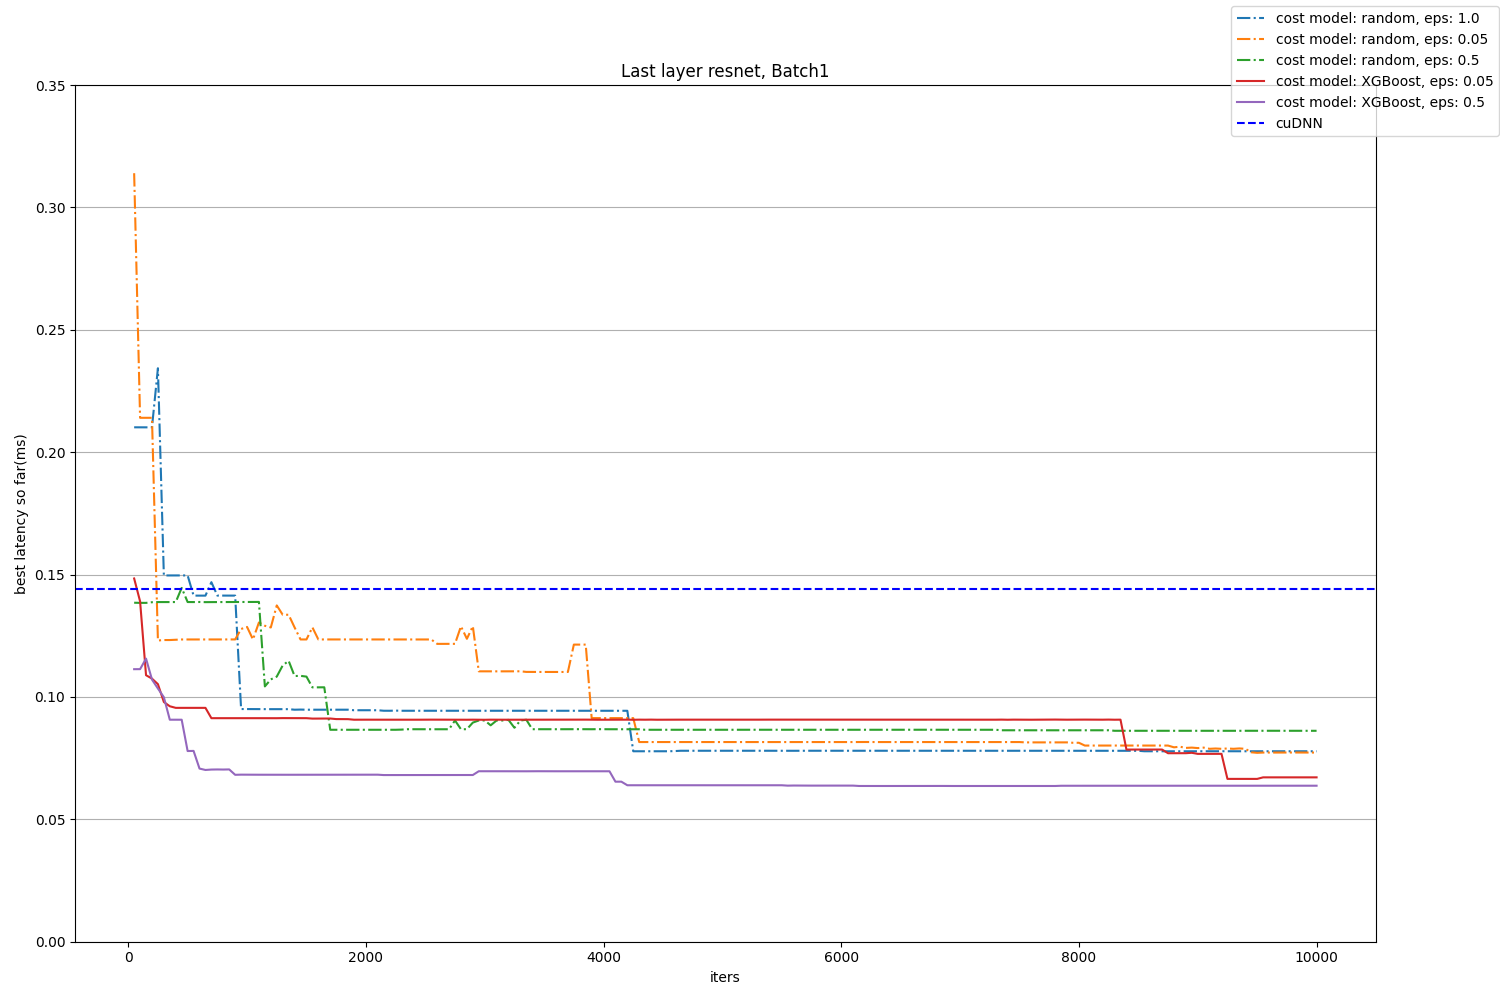 cost model: random, eps: 1.0
cost model: random, eps: 0.05
cost model: random, eps: 0.5
cost model: XGBoost, eps: 0.05
cost model: XGBoost, eps: 0.5
cuDNN
Last layer resnet, Batch1
0.35
0.30
0.25
0.20
0.15
0.10
0.05
0.00
best latency so far(ms)
0 2000 4000 6000 8000 10000
iters